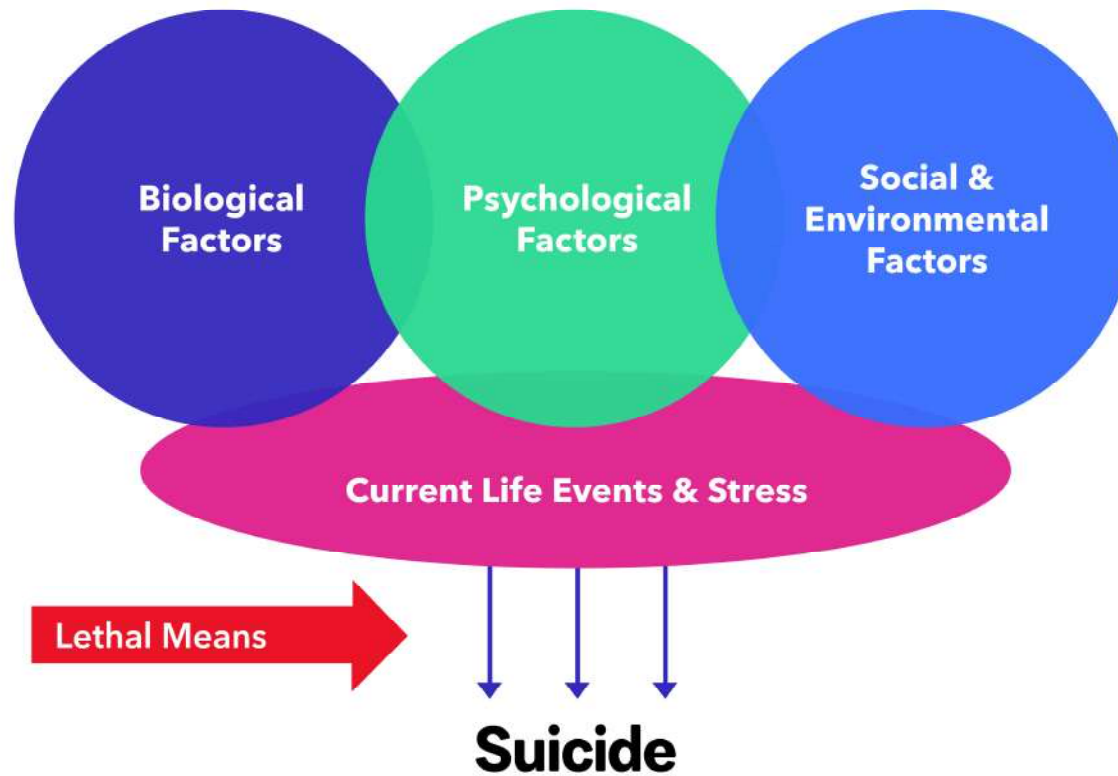 Biological
Factors
Psychological
Factors
Social &
Environmental
Factors
Current Life Events & Stress
Lethal Means
Suicide